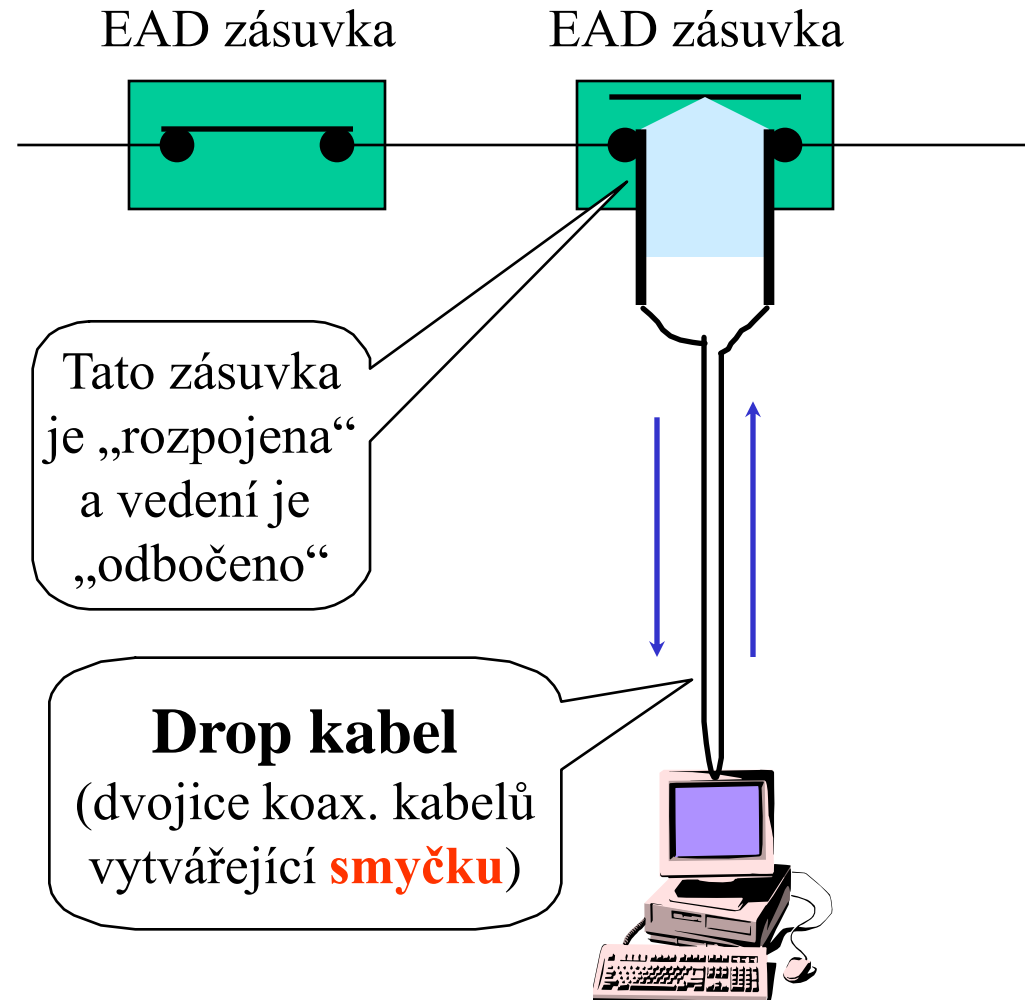 EAD zásuvka
EAD zásuvka
Tato zásuvka
je „rozpojena“
a vedení je
„odbočeno“
Drop kabel
(dvojice koax. kabelů
vytvářející smyčku)